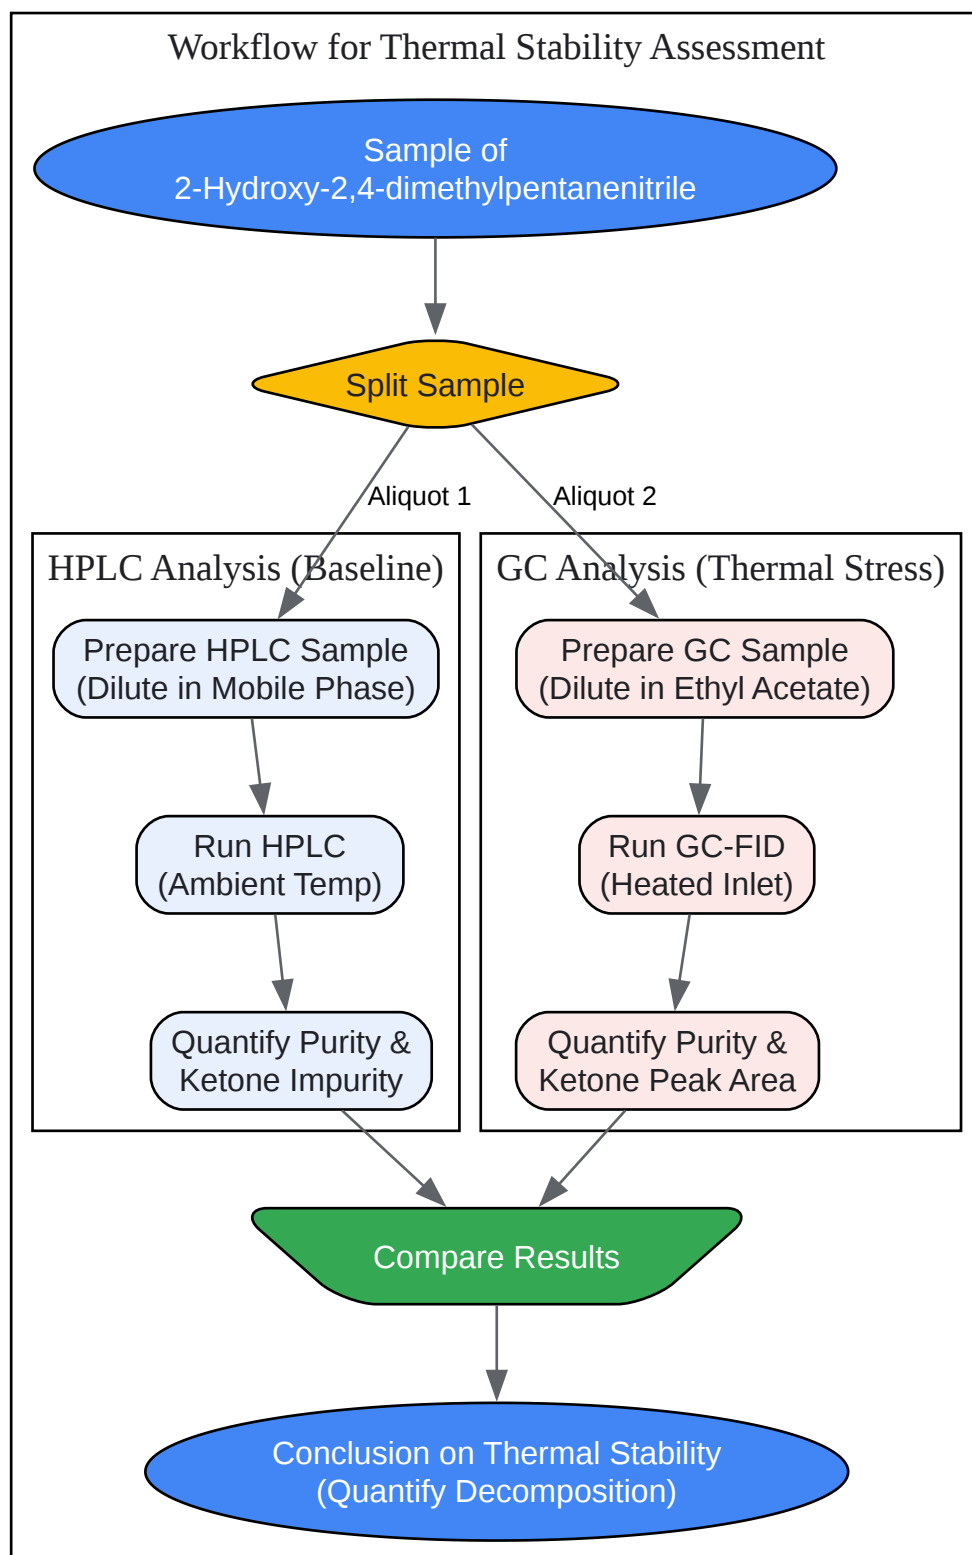 Workflow for Thermal Stability Assessment
Sample of
2-Hydroxy-2,4-dimethylpentanenitrile
Split Sample
Aliquot 1
Aliquot 2
HPLC Analysis (Baseline)
Prepare HPLC Sample
(Dilute in Mobile Phase)
Run HPLC
(Ambient Temp)
Quantify Purity &
Ketone Impurity
GC Analysis (Thermal Stress)
Prepare GC Sample
(Dilute in Ethyl Acetate)
Run GC-FID
(Heated Inlet)
Quantify Purity &
Ketone Peak Area
Compare Results
Conclusion on Thermal Stability
(Quantify Decomposition)